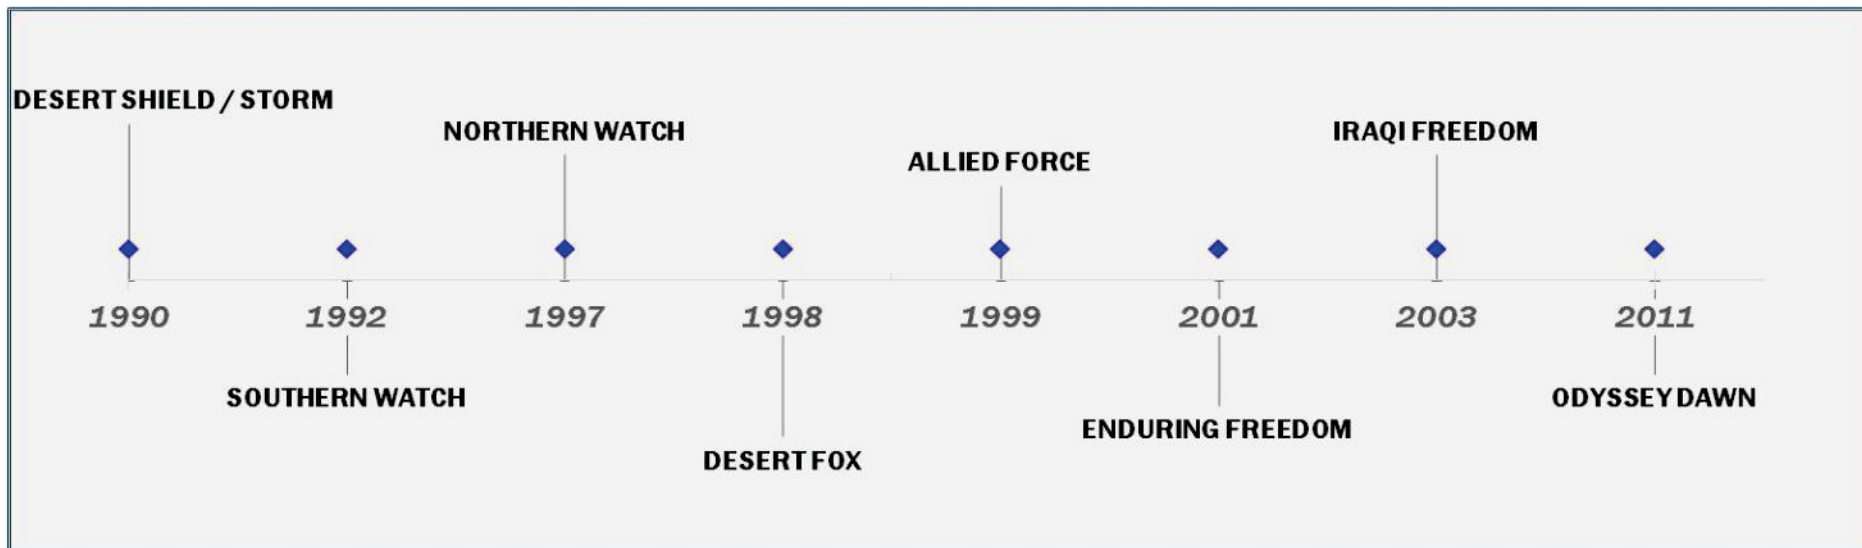 DESERT SHIELD / STORM
NORTHERN WATCH
IRAQI FREEDOM
ALLIED FORCE
1990 1992 1997 1998 1999 2001 2003 2011
SOUTHERN WATCH
ODYSSEY DAWN
ENDURING FREEDOM
DESERT FOX